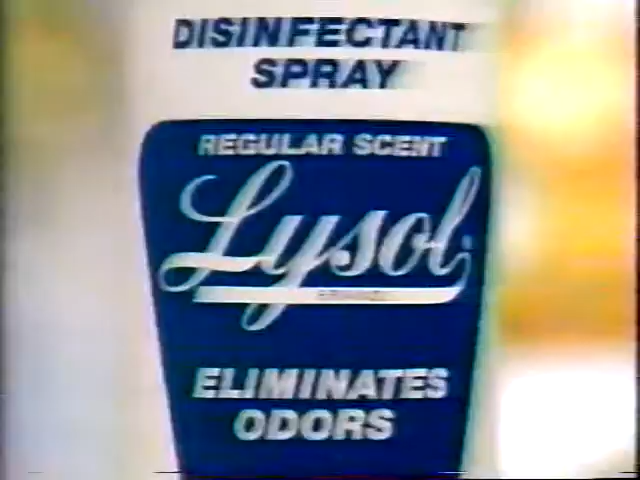 DISINFECTANT
SPRAY
REGULAR SCENT
Lysol
ELIMINATES
ODORS